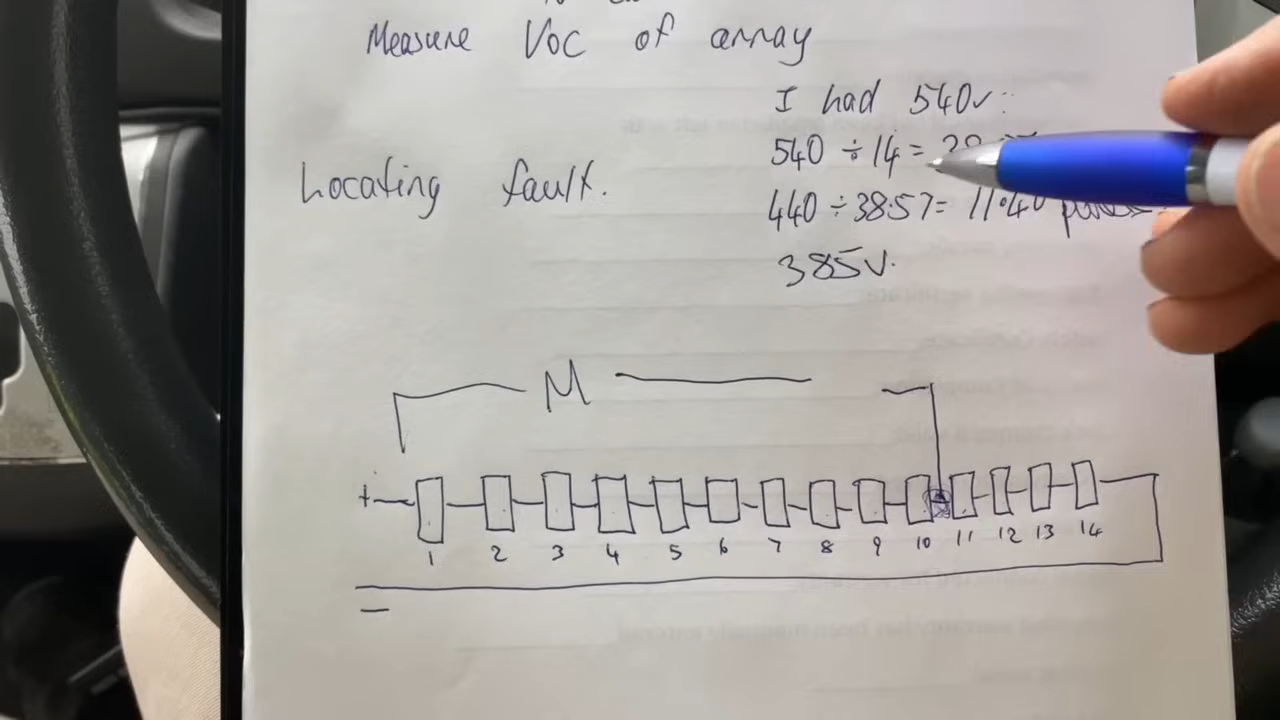 Measure Voc of array
I had 540v:
540 ÷ 14 =
Locating fault.
440 ÷ 38.57 = 11.40
385v.
M
+
1 2 3 4 5 6 7 8 9 10 11 12 13 14
−